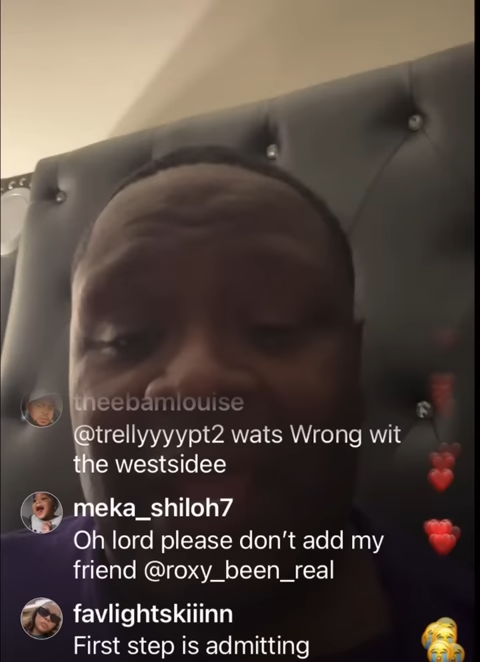 theebamlouise
@trellyyyypt2 wats Wrong wit
the westsidee
meka_shiloh7
Oh lord please don’t add my
friend @roxy_been_real
favlightskiiinn
First step is admitting